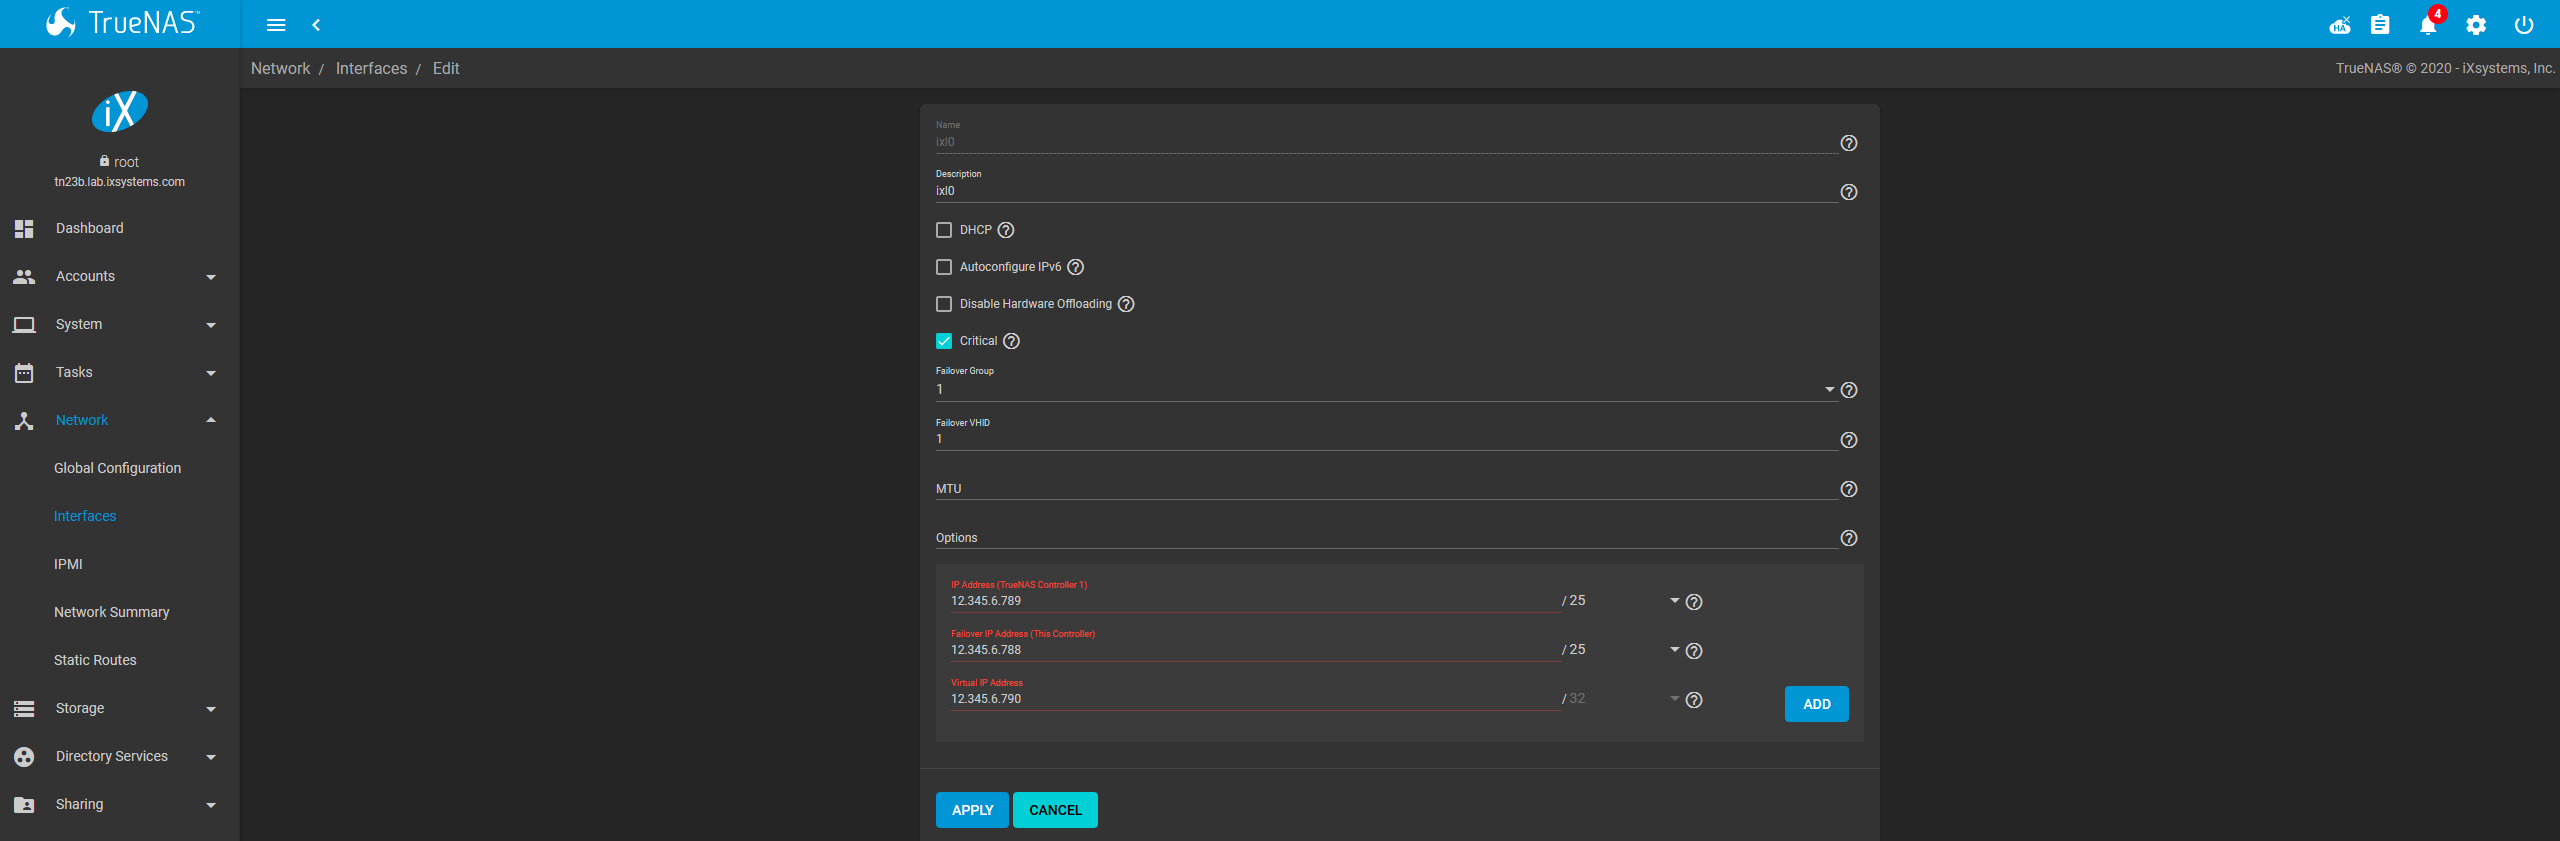 TrueNAS™
4
Network / Interfaces / Edit
TrueNAS® © 2020 - iXsystems, Inc.
iX
root
tn23b.lab.ixsystems.com
Dashboard
Accounts
System
Tasks
Network
Global Configuration
Interfaces
IPMI
Network Summary
Static Routes
Storage
Directory Services
Sharing
HA
Name
ixl0
Description
ixl0
DHCP
Autoconfigure IPv6
Disable Hardware Offloading
Critical
Failover Group
1
Failover VHID
1
MTU
Options
IP Address (TrueNAS Controller 1)
12.345.6.789 / 25
Failover IP Address (This Controller)
12.345.6.788 / 25
Virtual IP Address
12.345.6.790 / 32
ADD
APPLY CANCEL